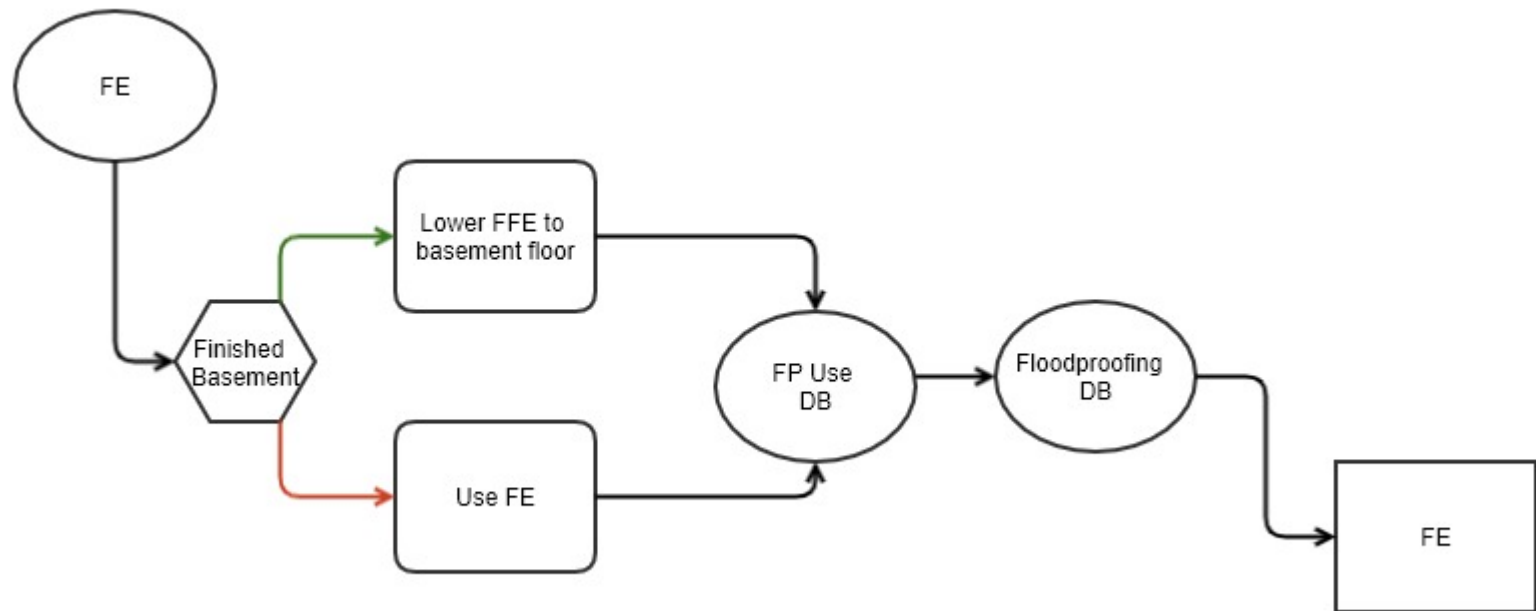 FE
Lower FFE to
basement floor
Finished
Basement
FP Use
DB
Floodproofing
DB
Use FE
FE